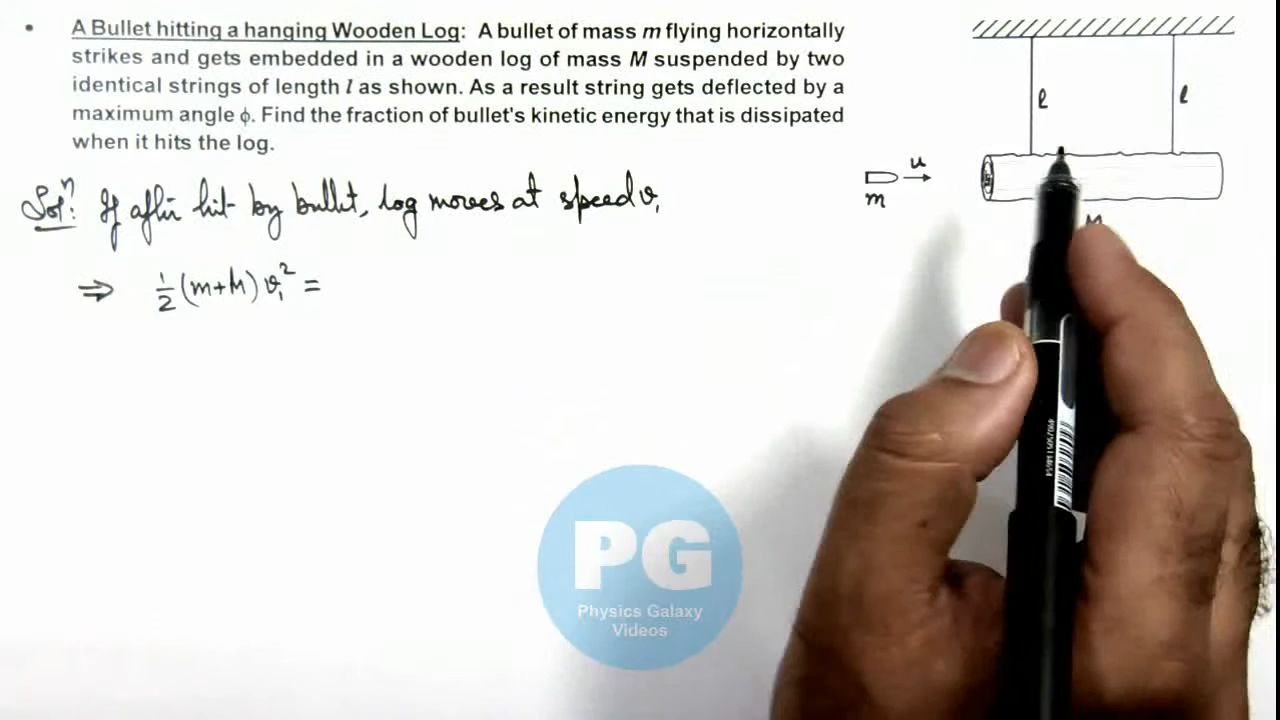 • A Bullet hitting a hanging Wooden Log: A bullet of mass m flying horizontally
strikes and gets embedded in a wooden log of mass M suspended by two
identical strings of length l as shown. As a result string gets deflected by a
maximum angle ϕ. Find the fraction of bullet's kinetic energy that is dissipated
when it hits the log.
Solⁿ: If after hit by bullet, log moves at speed v₁
⇒ ½(m+M)v₁² =
ℓ ℓ
u
m
M
PG
Physics Galaxy
Videos